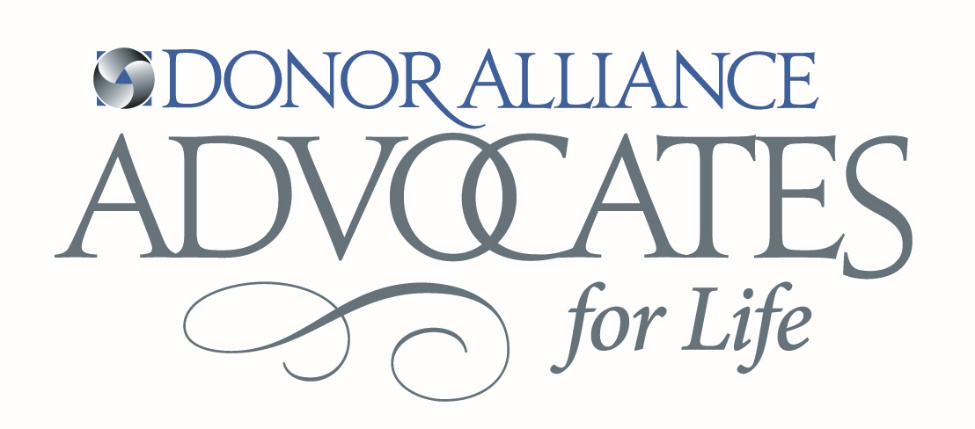 DONOR ALLIANCE
ADVOCATES
for Life